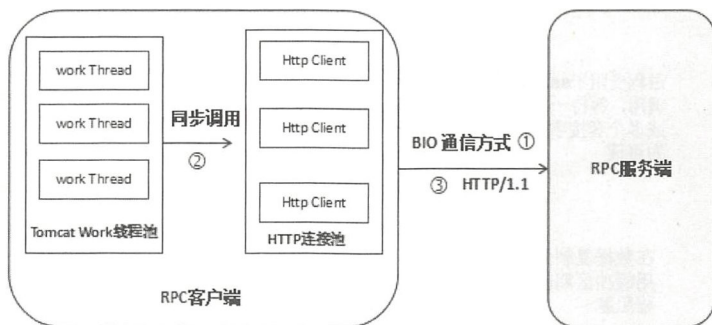 work Thread
work Thread
work Thread
Tomcat Work线程池
同步调用
②
Http Client
Http Client
Http Client
HTTP连接池
RPC客户端
BIO 通信方式 ①
③ HTTP/1.1
RPC服务端